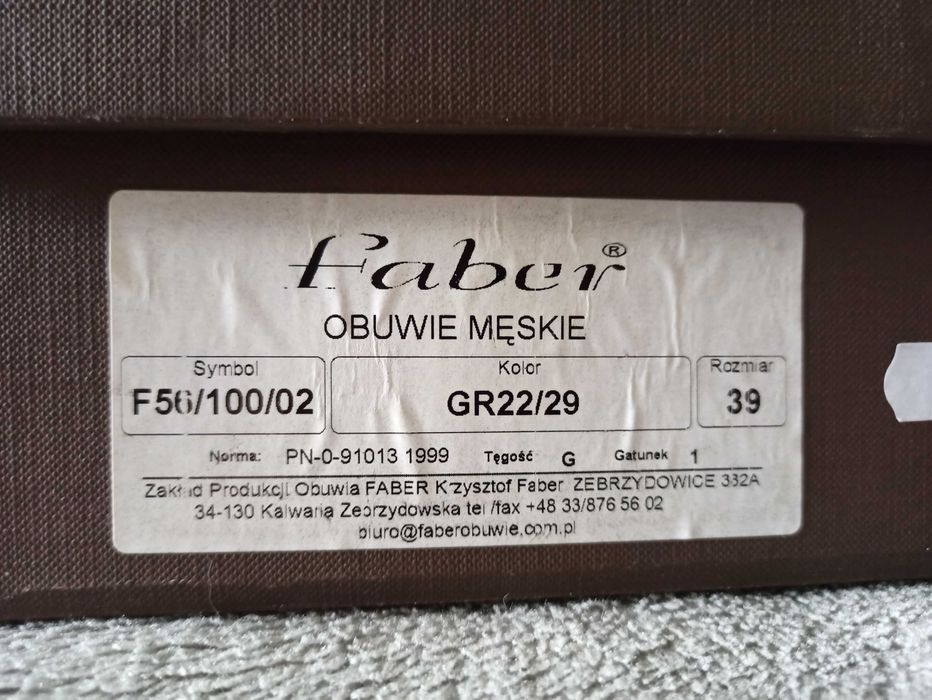 Faber®
OBUWIE MĘSKIE
Symbol Kolor Rozmiar
F56/100/02 GR22/29 39
Norma: PN-0-91013 1999 Tęgość G Gatunek 1
Zakład Produkcji Obuwia FABER Krzysztof Faber ZEBRZYDOWICE 332A
34-130 Kalwaria Zebrzydowska tel /fax +48 33/876 56 02
biuro@faberobuwie.com.pl